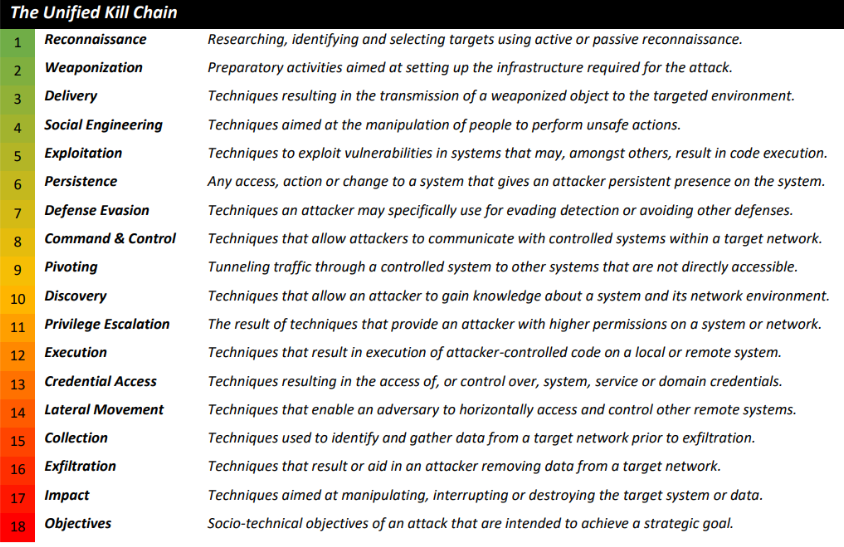 The Unified Kill Chain
1 Reconnaissance Researching, identifying and selecting targets using active or passive reconnaissance.
2 Weaponization Preparatory activities aimed at setting up the infrastructure required for the attack.
3 Delivery Techniques resulting in the transmission of a weaponized object to the targeted environment.
4 Social Engineering Techniques aimed at the manipulation of people to perform unsafe actions.
5 Exploitation Techniques to exploit vulnerabilities in systems that may, amongst others, result in code execution.
6 Persistence Any access, action or change to a system that gives an attacker persistent presence on the system.
7 Defense Evasion Techniques an attacker may specifically use for evading detection or avoiding other defenses.
8 Command & Control Techniques that allow attackers to communicate with controlled systems within a target network.
9 Pivoting Tunneling traffic through a controlled system to other systems that are not directly accessible.
10 Discovery Techniques that allow an attacker to gain knowledge about a system and its network environment.
11 Privilege Escalation The result of techniques that provide an attacker with higher permissions on a system or network.
12 Execution Techniques that result in execution of attacker-controlled code on a local or remote system.
13 Credential Access Techniques resulting in the access of, or control over, system, service or domain credentials.
14 Lateral Movement Techniques that enable an adversary to horizontally access and control other remote systems.
15 Collection Techniques used to identify and gather data from a target network prior to exfiltration.
16 Exfiltration Techniques that result or aid in an attacker removing data from a target network.
17 Impact Techniques aimed at manipulating, interrupting or destroying the target system or data.
18 Objectives Socio-technical objectives of an attack that are intended to achieve a strategic goal.